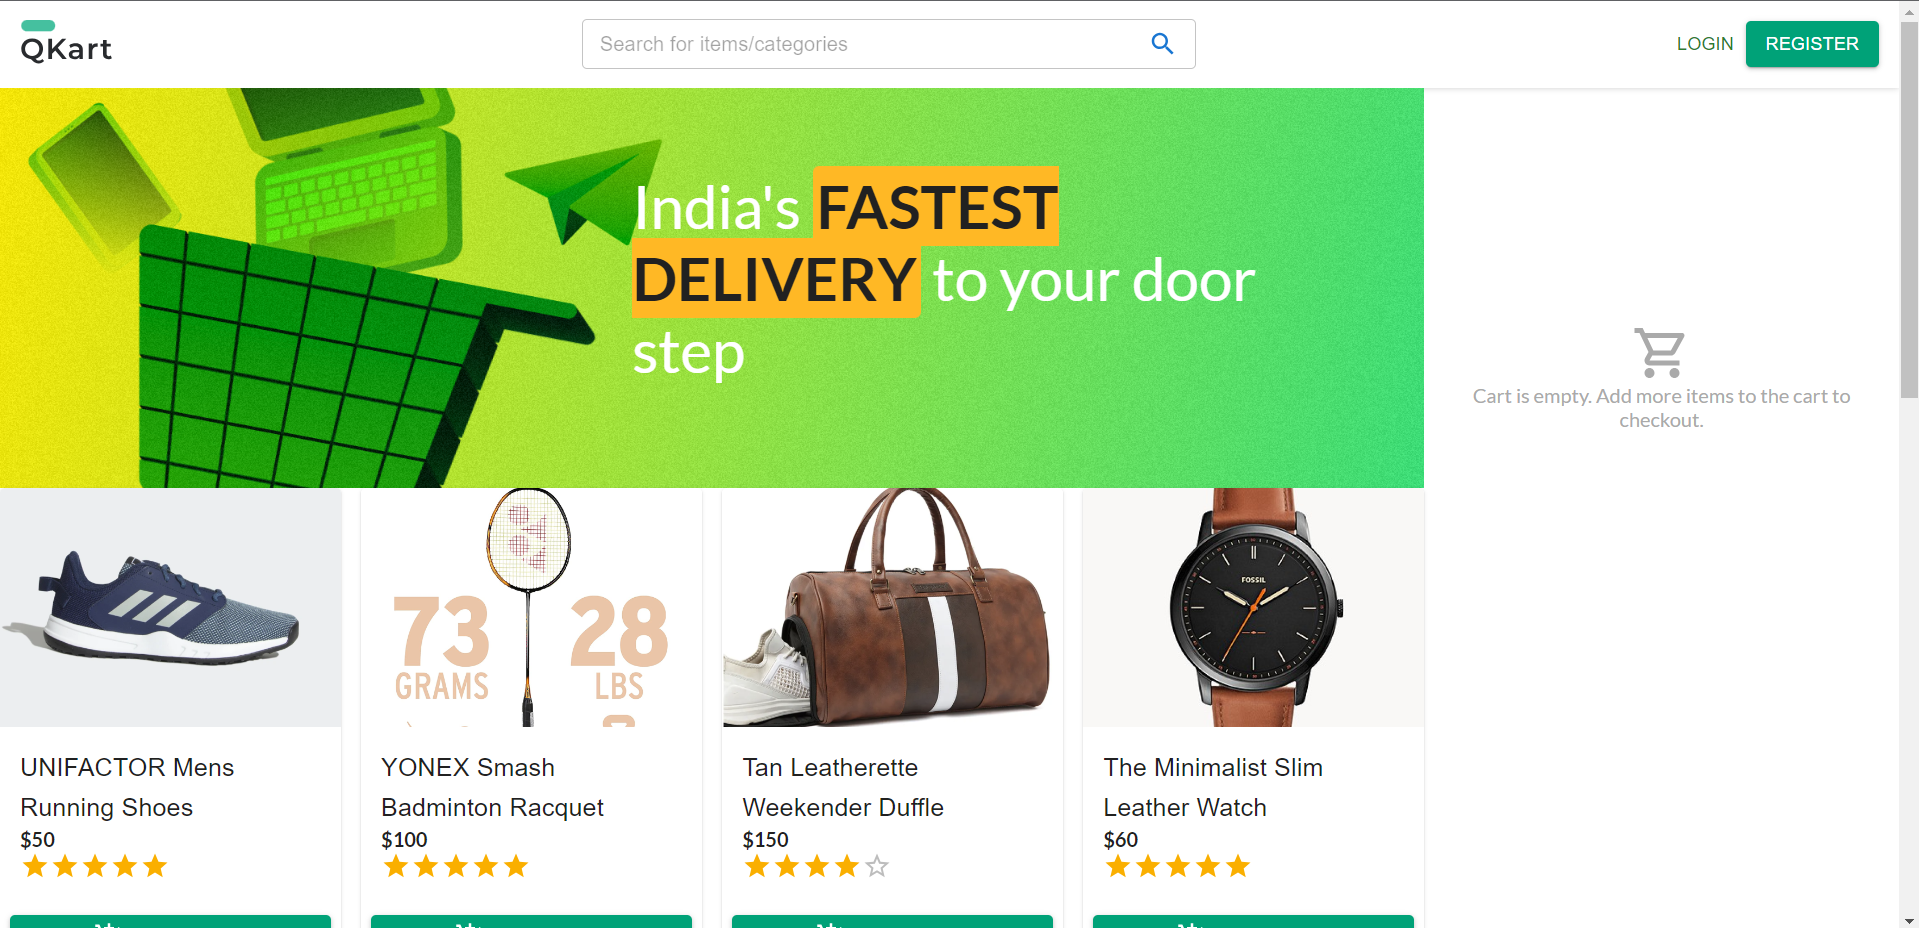 QKart
Search for items/categories
LOGIN
REGISTER
India's FASTEST
DELIVERY to your door
step
Cart is empty. Add more items to the cart to
checkout.
73
GRAMS
28
LBS
FOSSIL
UNIFACTOR Mens
Running Shoes
$50
YONEX Smash
Badminton Racquet
$100
Tan Leatherette
Weekender Duffle
$150
The Minimalist Slim
Leather Watch
$60